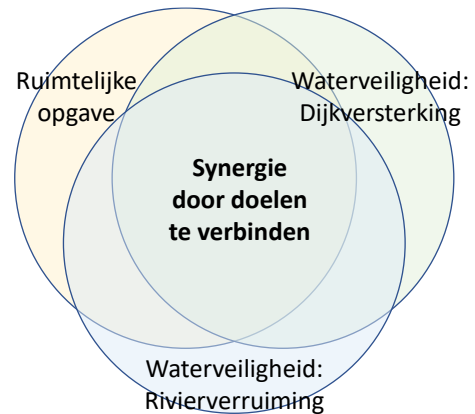 Ruimtelijke
opgave
Waterveiligheid:
Dijkversterking
Synergie
door doelen
te verbinden
Waterveiligheid:
Rivierverruiming